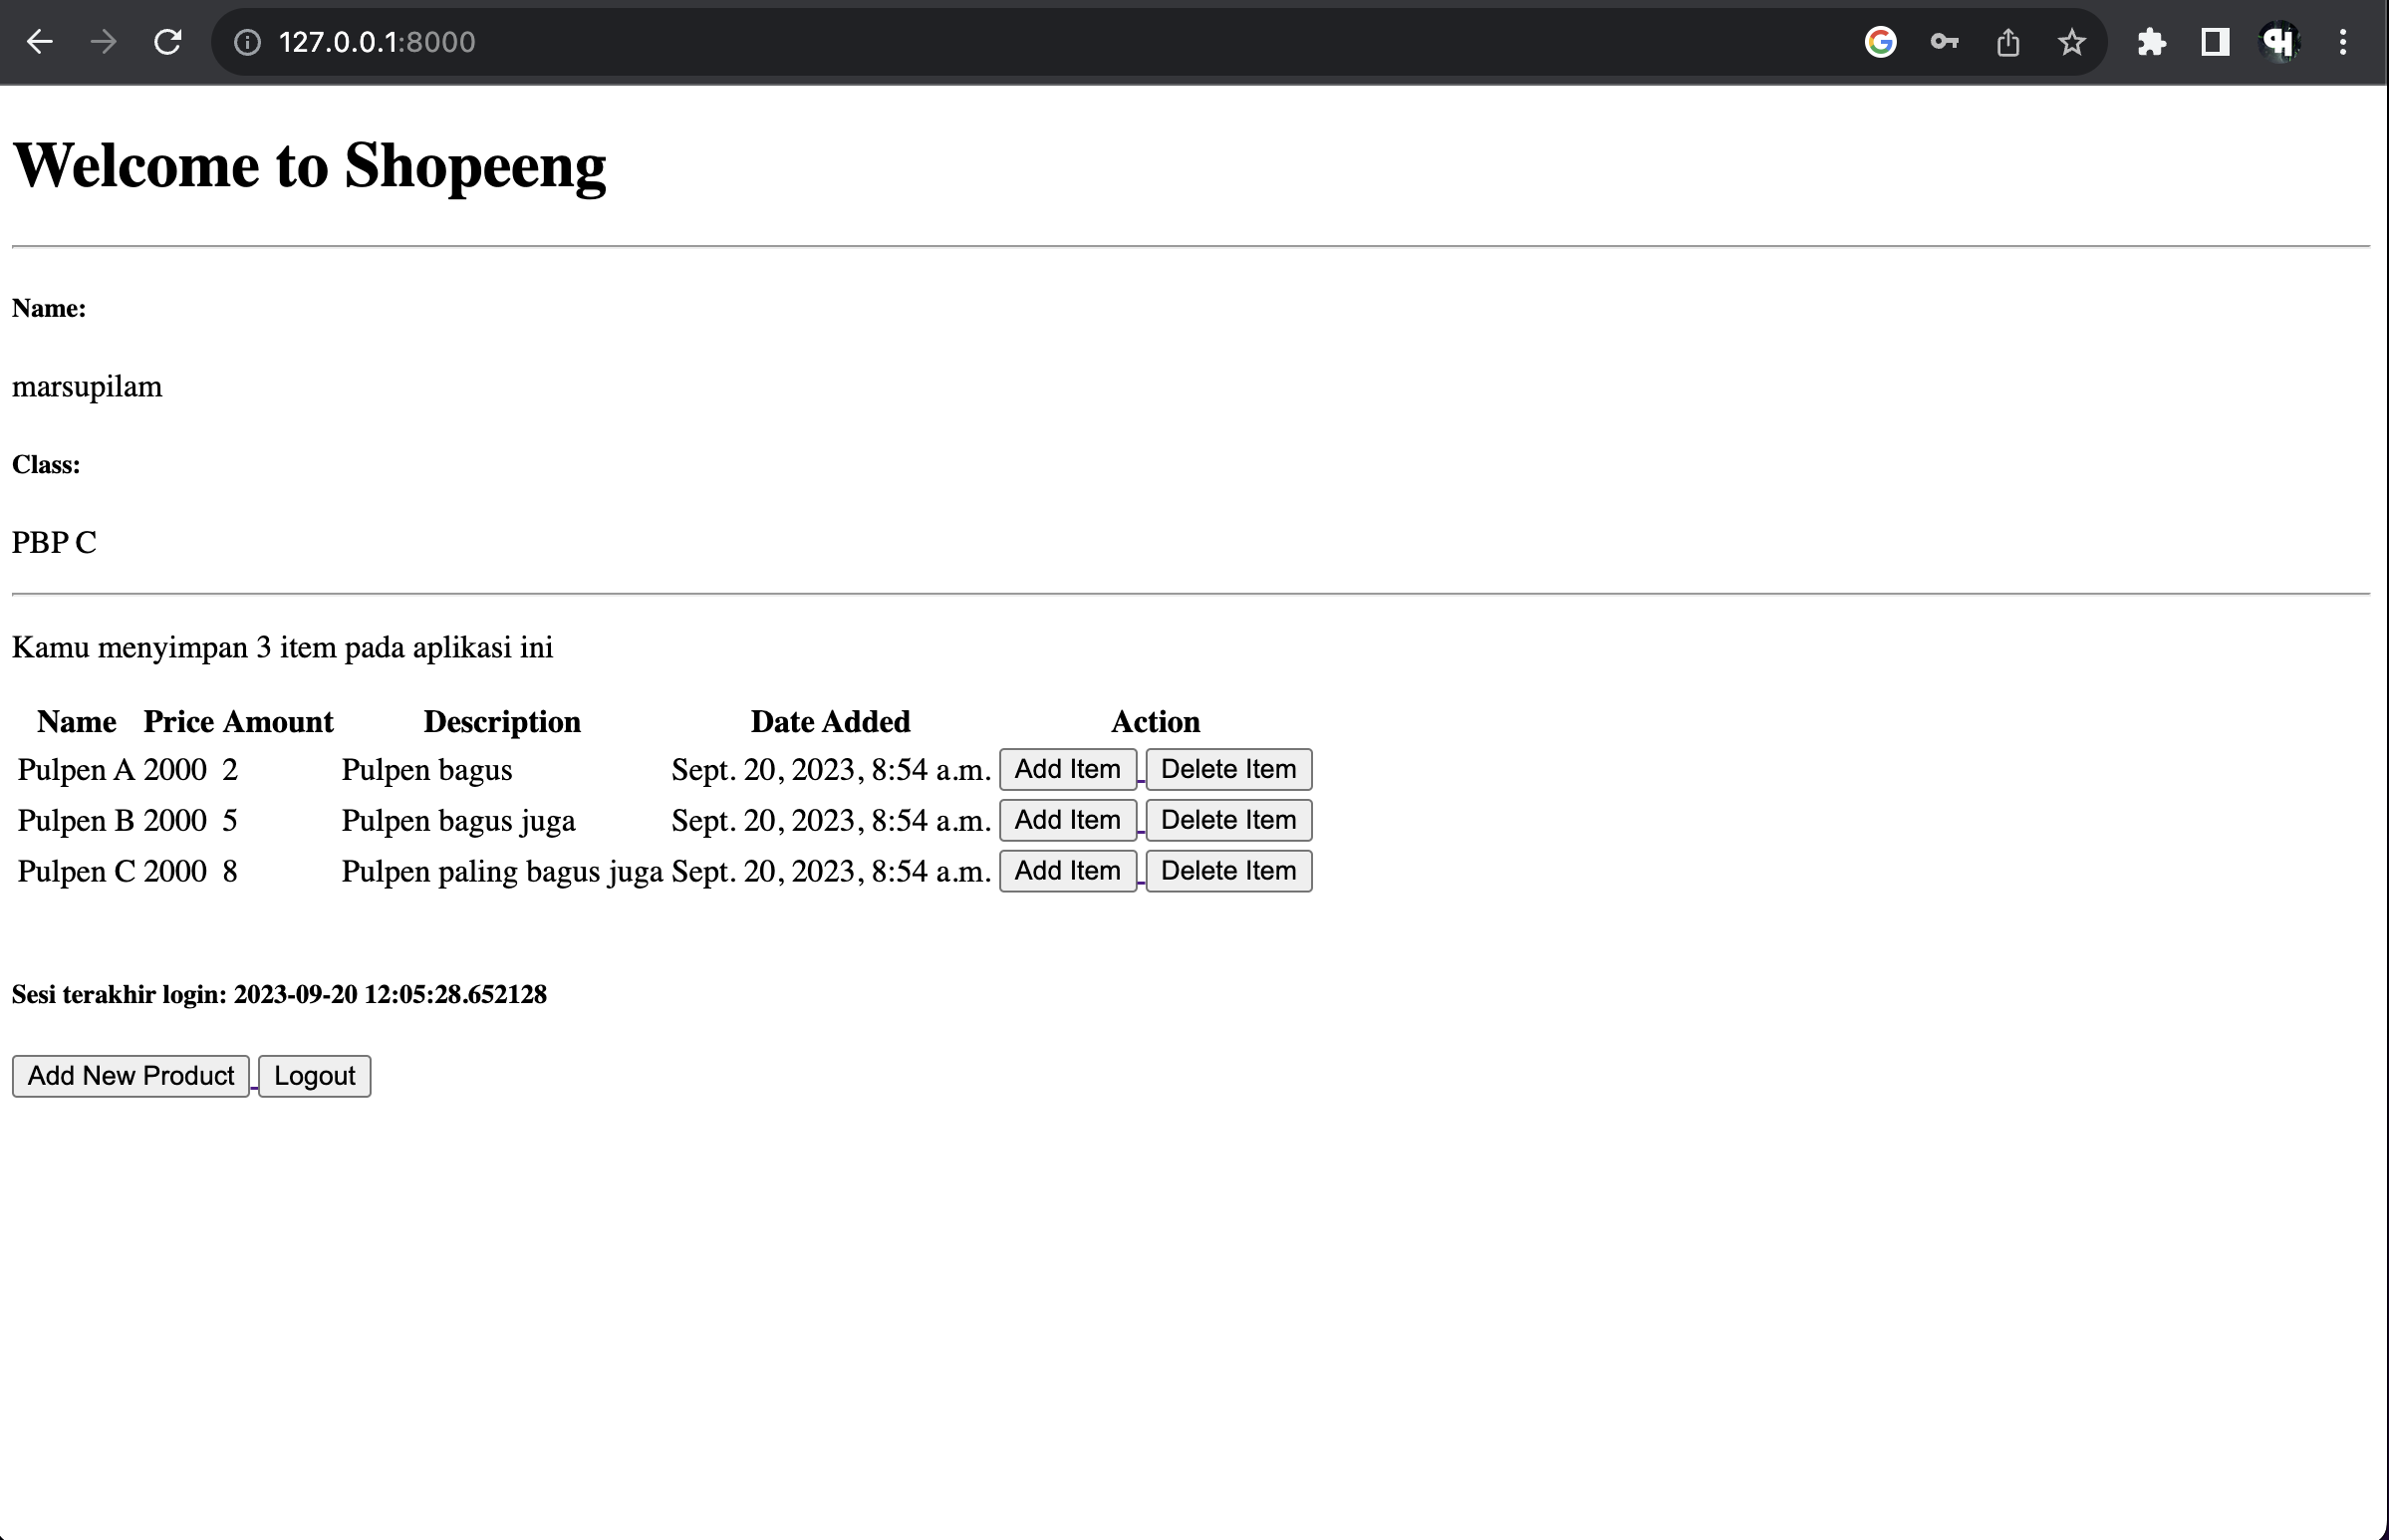 127.0.0.1:8000
Welcome to Shopeeng
Name:
marsupilam
Class:
PBP C
Kamu menyimpan 3 item pada aplikasi ini
Name Price Amount Description Date Added Action
Pulpen A 2000 2 Pulpen bagus Sept. 20, 2023, 8:54 a.m. Add Item Delete Item
Pulpen B 2000 5 Pulpen bagus juga Sept. 20, 2023, 8:54 a.m. Add Item Delete Item
Pulpen C 2000 8 Pulpen paling bagus juga Sept. 20, 2023, 8:54 a.m. Add Item Delete Item
Sesi terakhir login: 2023-09-20 12:05:28.652128
Add New Product Logout